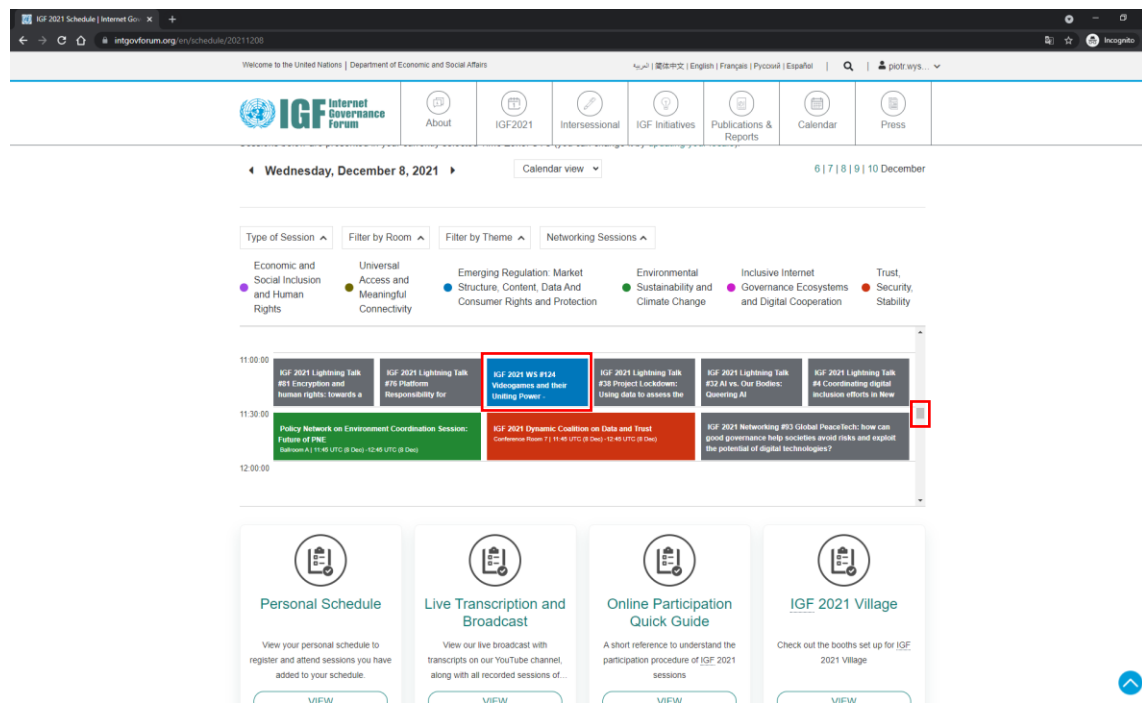 IGF 2021 Schedule | Internet Gov
intgovforum.org/en/schedule/20211208
Incognito
Welcome to the United Nations | Department of Economic and Social Affairs
العربية | 简体中文 | English | Français | Русский | Español
piotr.wys...
IGF Internet
Governance
Forum
About
IGF2021
Intersessional
IGF Initiatives
Publications &
Reports
Calendar
Press
Wednesday, December 8, 2021
Calendar view
6 | 7 | 8 | 9 | 10 December
Type of Session
Filter by Room
Filter by Theme
Networking Sessions
Economic and
Social Inclusion
and Human
Rights
Universal
Access and
Meaningful
Connectivity
Emerging Regulation: Market
Structure, Content, Data And
Consumer Rights and Protection
Environmental
Sustainability and
Climate Change
Inclusive Internet
Governance Ecosystems
and Digital Cooperation
Trust,
Security,
Stability
11:00:00
IGF 2021 Lightning Talk
#81 Encryption and
human rights: towards a
IGF 2021 Lightning Talk
#76 Platform
Responsibility for
IGF 2021 WS #124
Videogames and their
Uniting Power -
IGF 2021 Lightning Talk
#38 Project Lockdown:
Using data to assess the
IGF 2021 Lightning Talk
#32 AI vs. Our Bodies:
Queering AI
IGF 2021 Lightning Talk
#4 Coordinating digital
inclusion efforts in New
11:30:00
Policy Network on Environment Coordination Session:
Future of PNE
Ballroom A | 11:45 UTC (8 Dec) -12:45 UTC (8 Dec)
IGF 2021 Dynamic Coalition on Data and Trust
Conference Room 7 | 11:45 UTC (8 Dec) -12:45 UTC (8 Dec)
IGF 2021 Networking #93 Global PeaceTech: how can
good governance help societies avoid risks and exploit
the potential of digital technologies?
12:00:00
Personal Schedule
View your personal schedule to
register and attend sessions you have
added to your schedule.
VIEW
Live Transcription and
Broadcast
View our live broadcast with
transcripts on our YouTube channel,
along with all recorded sessions of...
VIEW
Online Participation
Quick Guide
A short reference to understand the
participation procedure of IGF 2021
sessions
VIEW
IGF 2021 Village
Check out the booths set up for IGF
2021 Village
VIEW